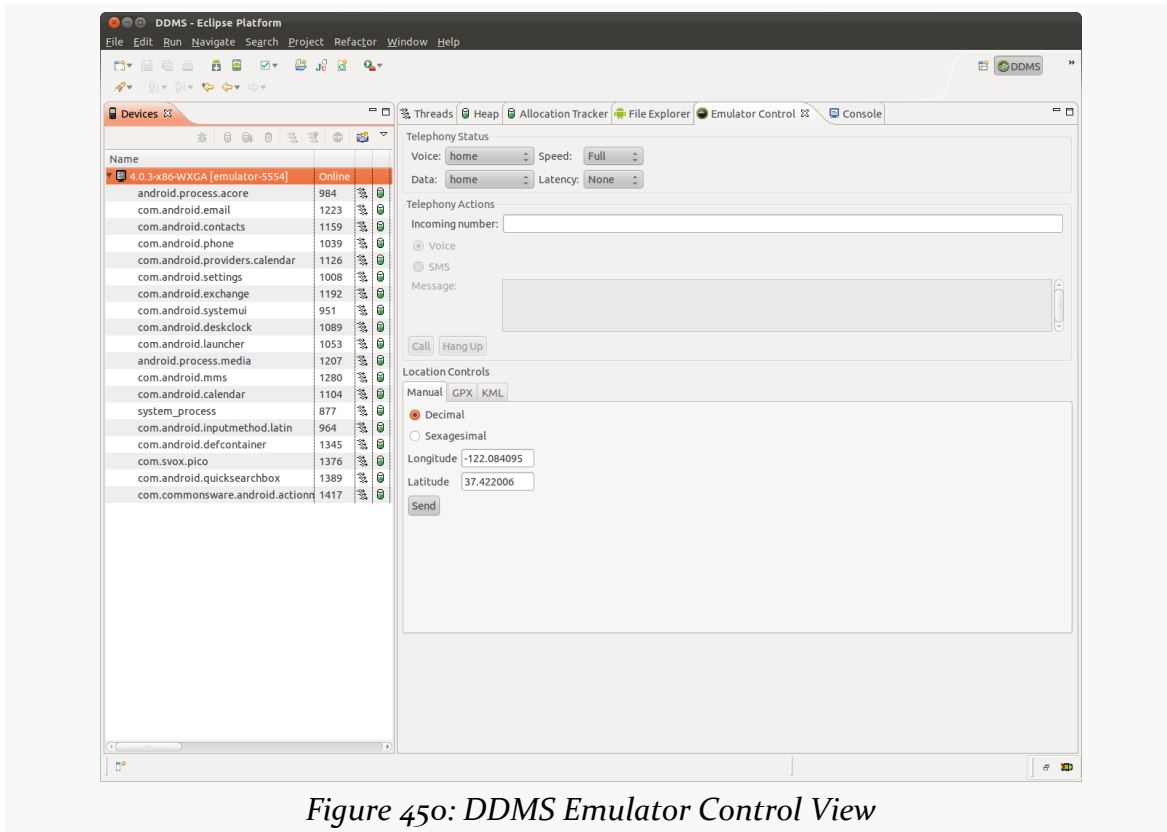 DDMS - Eclipse Platform
File Edit Run Navigate Search Project Refactor Window Help
DDMS
»
Devices
Threads Heap Allocation Tracker File Explorer Emulator Control Console
Name
4.0.3-x86-WXGA [emulator-5554] Online
android.process.acore 984
com.android.email 1223
com.android.contacts 1159
com.android.phone 1039
com.android.providers.calendar 1126
com.android.settings 1008
com.android.exchange 1192
com.android.systemui 951
com.android.deskclock 1089
com.android.launcher 1053
android.process.media 1207
com.android.mms 1280
com.android.calendar 1104
system_process 877
com.android.inputmethod.latin 964
com.android.defcontainer 1345
com.svox.pico 1376
com.android.quicksearchbox 1389
com.commonsware.android.actionm 1417
Telephony Status
Voice: home Speed: Full
Data: home Latency: None
Telephony Actions
Incoming number:
Voice
SMS
Message:
Call Hang Up
Location Controls
Manual GPX KML
Decimal
Sexagesimal
Longitude -122.084095
Latitude 37.422006
Send
Figure 450: DDMS Emulator Control View